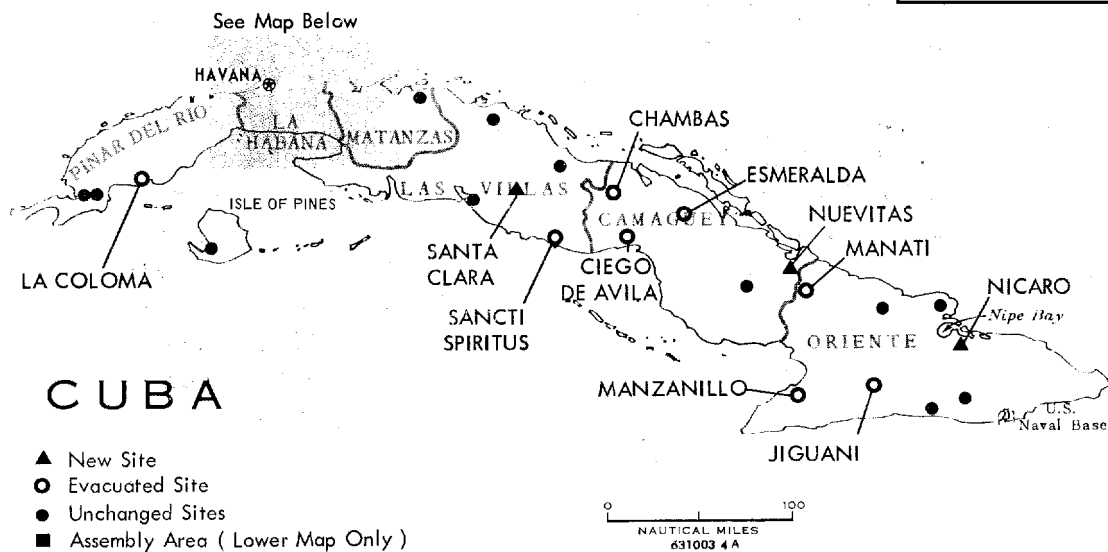 See Map Below
HAVANA
PINAR DEL RIO
LA
HABANA
MATANZAS
LAS VILLAS
CAMAGUEY
ORIENTE
ISLE OF PINES
LA COLOMA
SANTA
CLARA
SANCTI
SPIRITUS
CHAMBAS
ESMERALDA
CIEGO
DE AVILA
NUEVITAS
MANATI
NICARO
Nipe Bay
MANZANILLO
JIGUANI
U.S.
Naval Base
CUBA
New Site
Evacuated Site
Unchanged Sites
Assembly Area ( Lower Map Only )
0 100
NAUTICAL MILES
631003 4 A